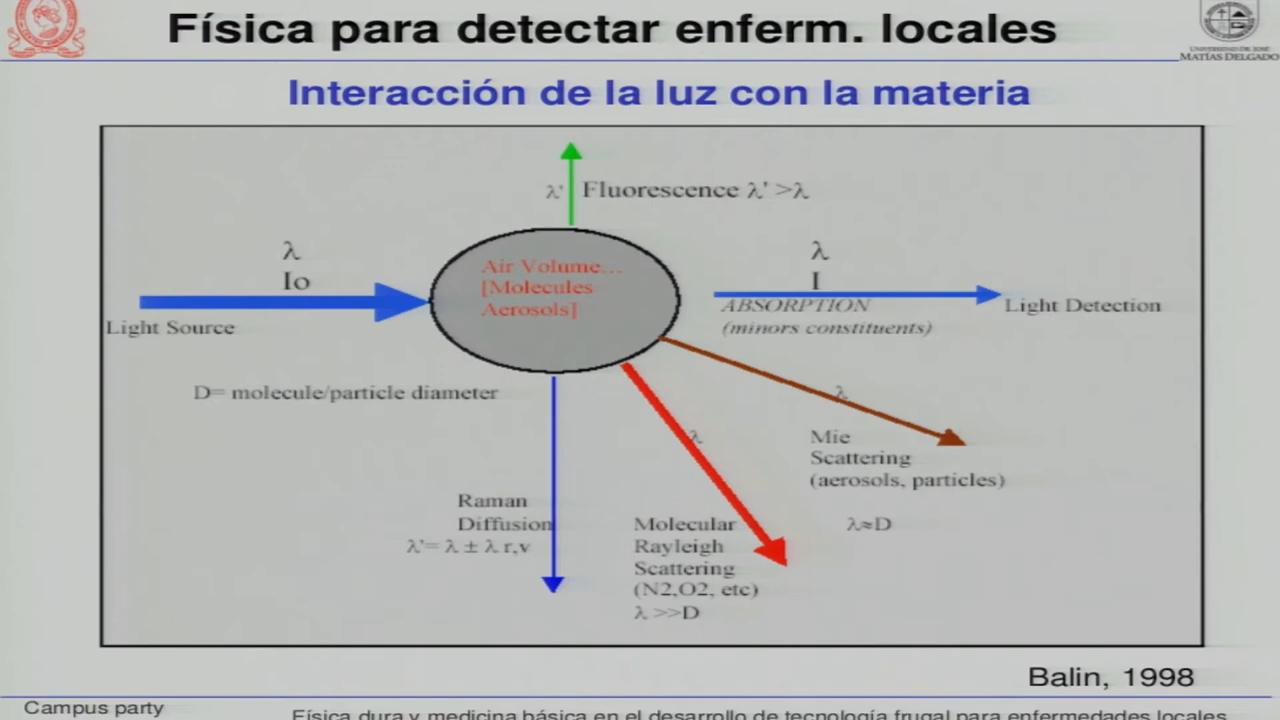 Física para detectar enferm. locales
UNIVERSIDAD DR. JOSÉ
MATÍAS DELGADO
Interacción de la luz con la materia
λ' Fluorescence λ' >λ
λ
Io
Light Source
Air Volume...
[Molecules
Aerosols]
λ
I
ABSORPTION
(minors constituents)
Light Detection
D= molecule/particle diameter
λ
λ
Mie
Scattering
(aerosols, particles)
λ≈D
Raman
Diffusion
λ'= λ ± λ r,v
Molecular
Rayleigh
Scattering
(N2,O2, etc)
λ >>D
Balin, 1998
Campus party
Física dura y medicina básica en el desarrollo de tecnología frugal para enfermedades locales